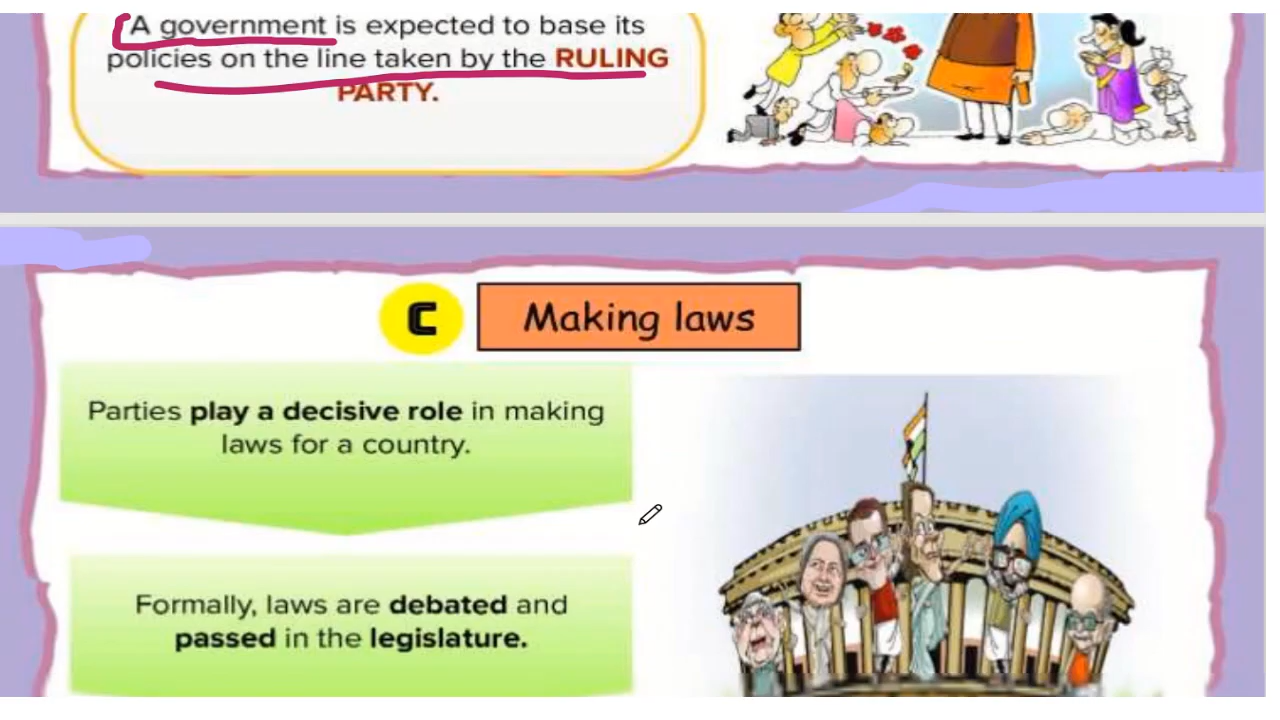 A government is expected to base its
policies on the line taken by the RULING
PARTY.
C
Making laws
Parties play a decisive role in making
laws for a country.
Formally, laws are debated and
passed in the legislature.